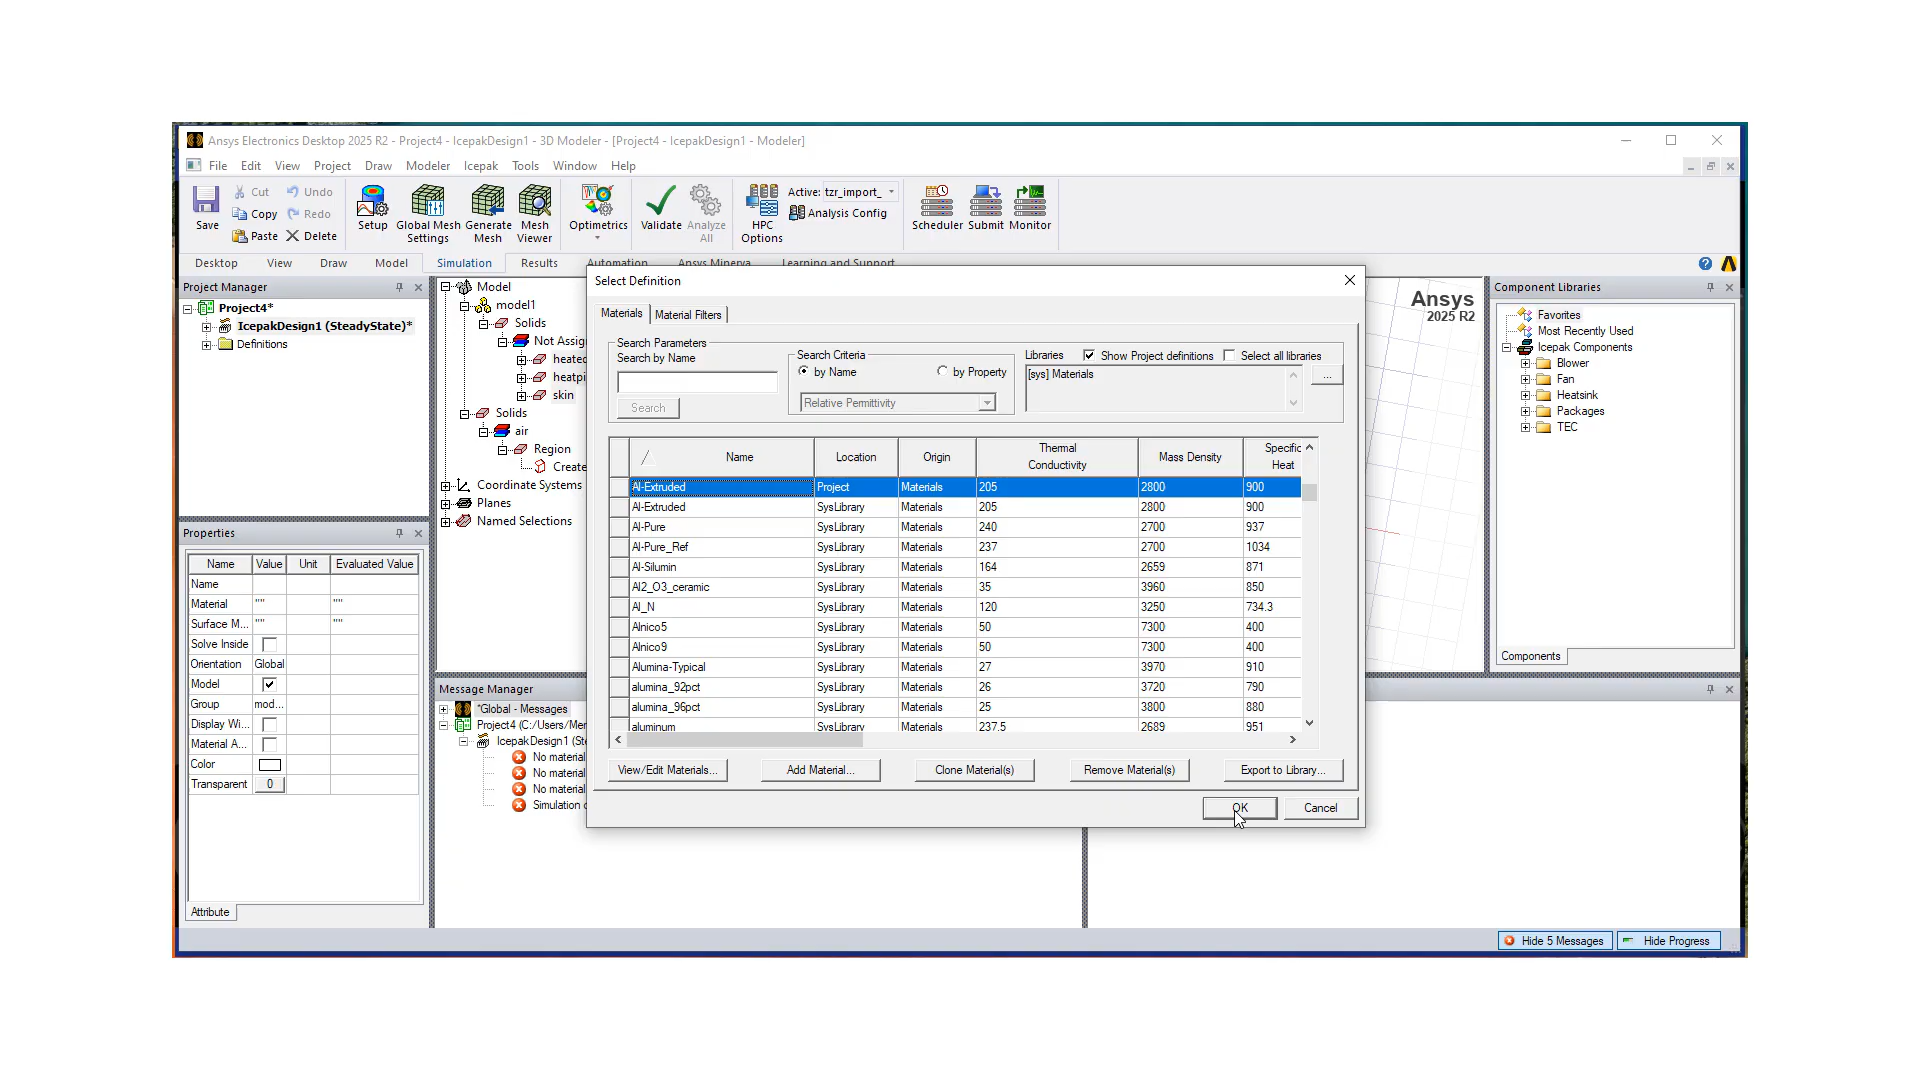 Ansys Electronics Desktop 2025 R2 - Project4 - IcepakDesign1 - 3D Modeler - [Project4 - IcepakDesign1 - Modeler]
File Edit View Project Draw Modeler Icepak Tools Window Help
Save
Cut
Copy
Paste
Undo
Redo
Delete
Setup
Global Mesh
Settings
Generate
Mesh
Mesh
Viewer
Optimetrics
Validate
Analyze
All
HPC
Options
Active: tzr_import_
Analysis Config
Scheduler
Submit
Monitor
Desktop View Draw Model Simulation Results Automation Ansys Minerva Learning and Support
Project Manager
Project4*
IcepakDesign1 (SteadyState)*
Definitions
Model
model1
Solids
Not Assig
heate
heatpi
skin
Solids
air
Region
Create
Coordinate Systems
Planes
Named Selections
Select Definition
Materials Material Filters
Search Parameters
Search by Name
Search
Search Criteria
by Name by Property
Relative Permittivity
Libraries Show Project definitions Select all libraries
[sys] Materials
...
/ Name Location Origin Thermal Conductivity Mass Density Specific Heat
Al-Extruded Project Materials 205 2800 900
Al-Extruded SysLibrary Materials 205 2800 900
Al-Pure SysLibrary Materials 240 2700 937
Al-Pure_Ref SysLibrary Materials 237 2700 1034
Al-Silumin SysLibrary Materials 164 2659 871
Al2_O3_ceramic SysLibrary Materials 35 3960 850
Al_N SysLibrary Materials 120 3250 734.3
Alnico5 SysLibrary Materials 50 7300 400
Alnico9 SysLibrary Materials 50 7300 400
Alumina-Typical SysLibrary Materials 27 3970 910
alumina_92pct SysLibrary Materials 26 3720 790
alumina_96pct SysLibrary Materials 25 3800 880
aluminum SysLibrary Materials 237.5 2689 951
View/Edit Materials... Add Material... Clone Material(s) Remove Material(s) Export to Library...
OK Cancel
Ansys
2025 R2
Component Libraries
Favorites
Most Recently Used
Icepak Components
Blower
Fan
Heatsink
Packages
TEC
Components
Properties
Name Value Unit Evaluated Value
Name
Material "" ""
Surface M... "" ""
Solve Inside
Orientation Global
Model
Group mod...
Display Wi...
Material A...
Color
Transparent 0
Attribute
Message Manager
*Global - Messages
Project4 (C:/Users/Mer
IcepakDesign1 (Ste
No material
No material
No material
Simulation c
Hide 5 Messages Hide Progress